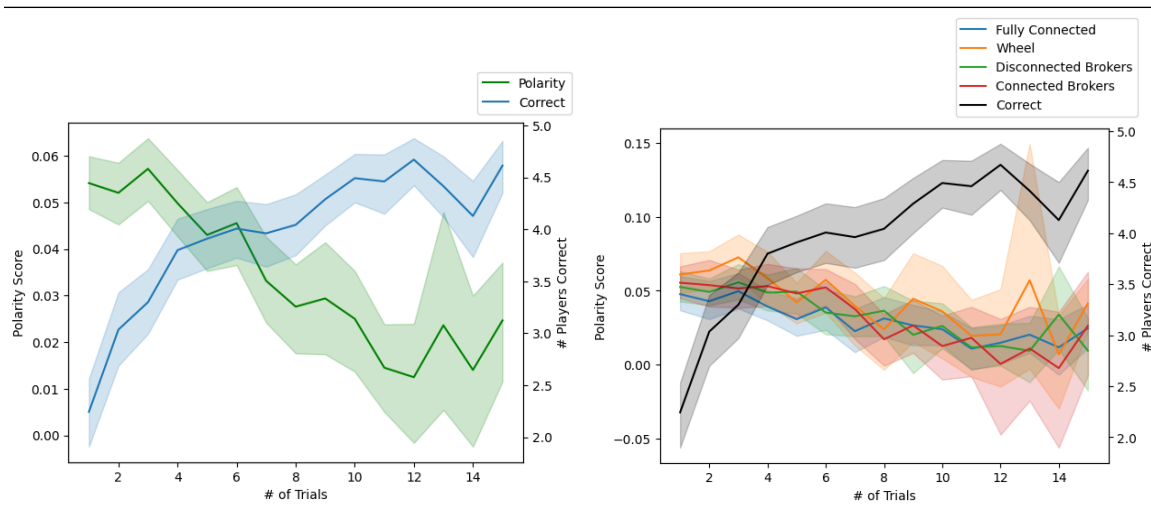 Polarity
Correct
0.06
0.05
0.04
0.03
0.02
0.01
0.00
Polarity Score
5.0
4.5
4.0
3.5
3.0
2.5
2.0
# Players Correct
2 4 6 8 10 12 14
# of Trials
Fully Connected
Wheel
Disconnected Brokers
Connected Brokers
Correct
0.15
0.10
0.05
0.00
−0.05
Polarity Score
5.0
4.5
4.0
3.5
3.0
2.5
2.0
# Players Correct
2 4 6 8 10 12 14
# of Trials